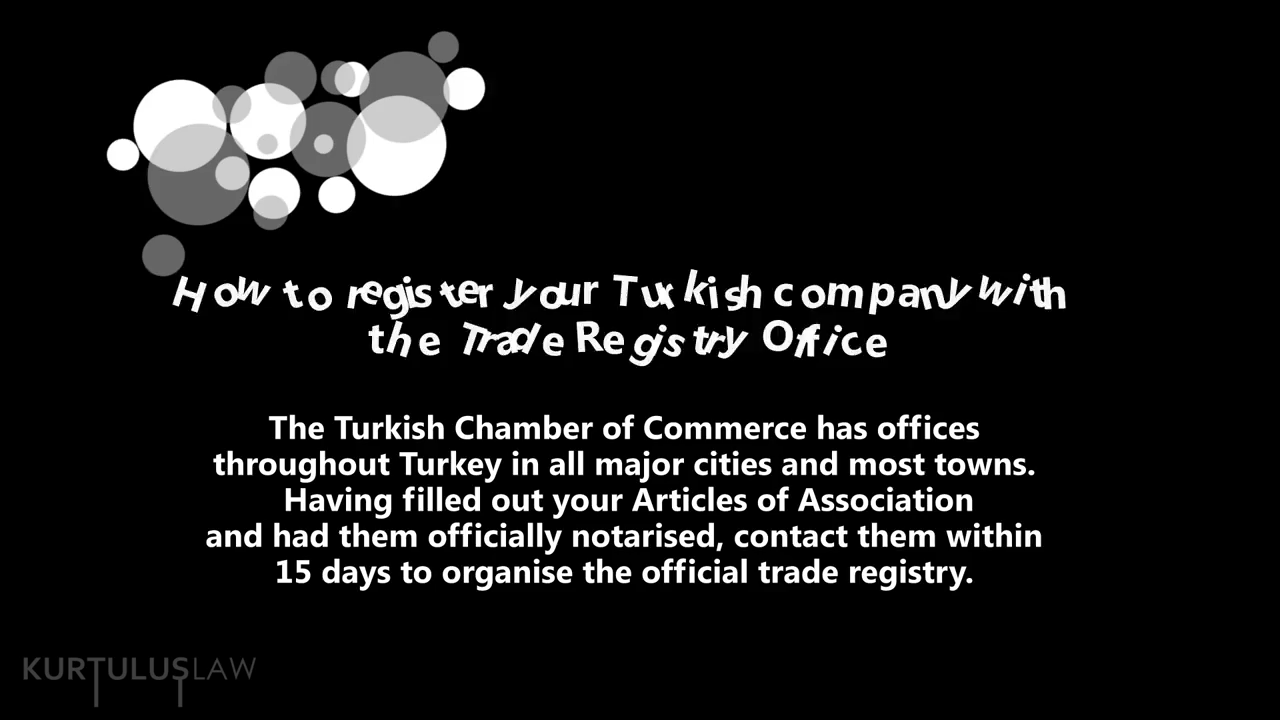 How to register your Turkish company with
the Trade Registry Office
The Turkish Chamber of Commerce has offices
throughout Turkey in all major cities and most towns.
Having filled out your Articles of Association
and had them officially notarised, contact them within
15 days to organise the official trade registry.
KURTULUSLAW